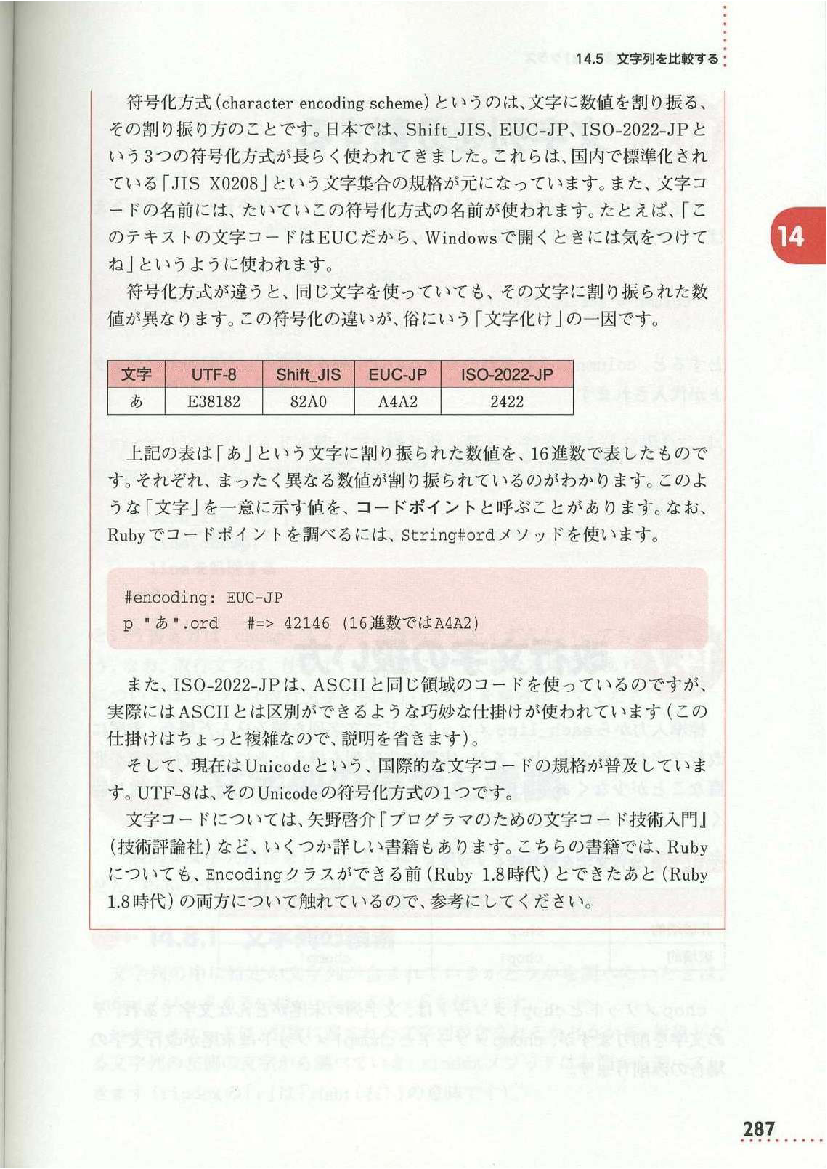 14.5 文字列を比較する
符号化方式(character encoding scheme)というのは、文字に数値を割り振る、
その割り振り方のことです。日本では、Shift_JIS、EUC-JP、ISO-2022-JPと
いう3つの符号化方式が長らく使われてきました。これらは、国内で標準化され
ている「JIS X0208」という文字集合の規格が元になっています。また、文字コ
ードの名前には、たいていこの符号化方式の名前が使われます。たとえば、「こ
のテキストの文字コードはEUCだから、Windowsで開くときには気をつけて
ね」というように使われます。
符号化方式が違うと、同じ文字を使っていても、その文字に割り振られた数
値が異なります。この符号化の違いが、俗にいう「文字化け」の一因です。
14
文字 UTF-8 Shift_JIS EUC-JP ISO-2022-JP
あ E38182 82A0 A4A2 2422
上記の表は「あ」という文字に割り振られた数値を、16進数で表したもので
す。それぞれ、まったく異なる数値が割り振られているのがわかります。このよ
うな「文字」を一意に示す値を、コードポイントと呼ぶことがあります。なお、
Rubyでコードポイントを調べるには、String#ordメソッドを使います。
#encoding: EUC-JP
p "あ".ord #=> 42146 (16進数ではA4A2)
また、ISO-2022-JPは、ASCIIと同じ領域のコードを使っているのですが、
実際にはASCIIとは区別ができるような巧妙な仕掛けが使われています(この
仕掛けはちょっと複雑なので、説明を省きます)。
そして、現在はUnicodeという、国際的な文字コードの規格が普及していま
す。UTF-8は、そのUnicodeの符号化方式の1つです。
文字コードについては、矢野啓介『プログラマのための文字コード技術入門』
(技術評論社)など、いくつか詳しい書籍もあります。こちらの書籍では、Ruby
についても、Encodingクラスができる前(Ruby 1.8時代)とできたあと(Ruby
1.8時代)の両方について触れているので、参考にしてください。
287